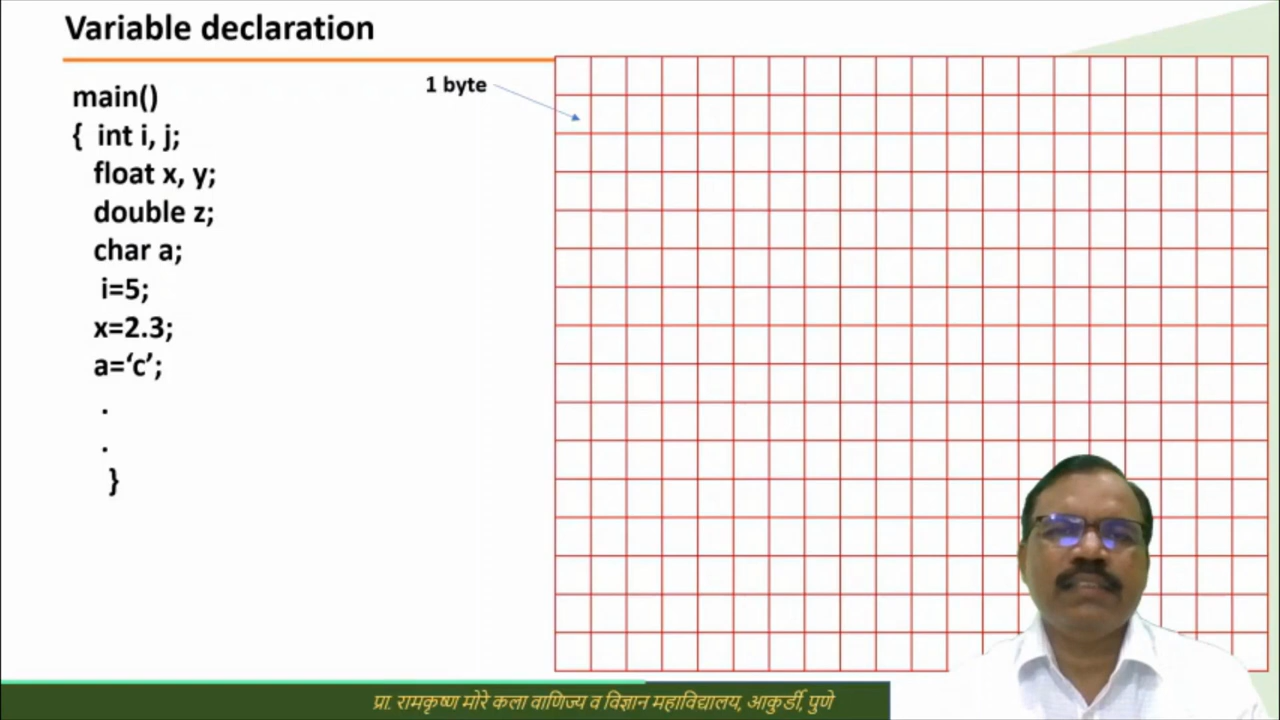 Variable declaration
1 byte
main()
{ int i, j;
float x, y;
double z;
char a;
i=5;
x=2.3;
a=‘c’;
.
.
}
प्रा. रामकृष्ण मोरे कला वाणिज्य व विज्ञान महाविद्यालय, आकुर्डी, पुणे